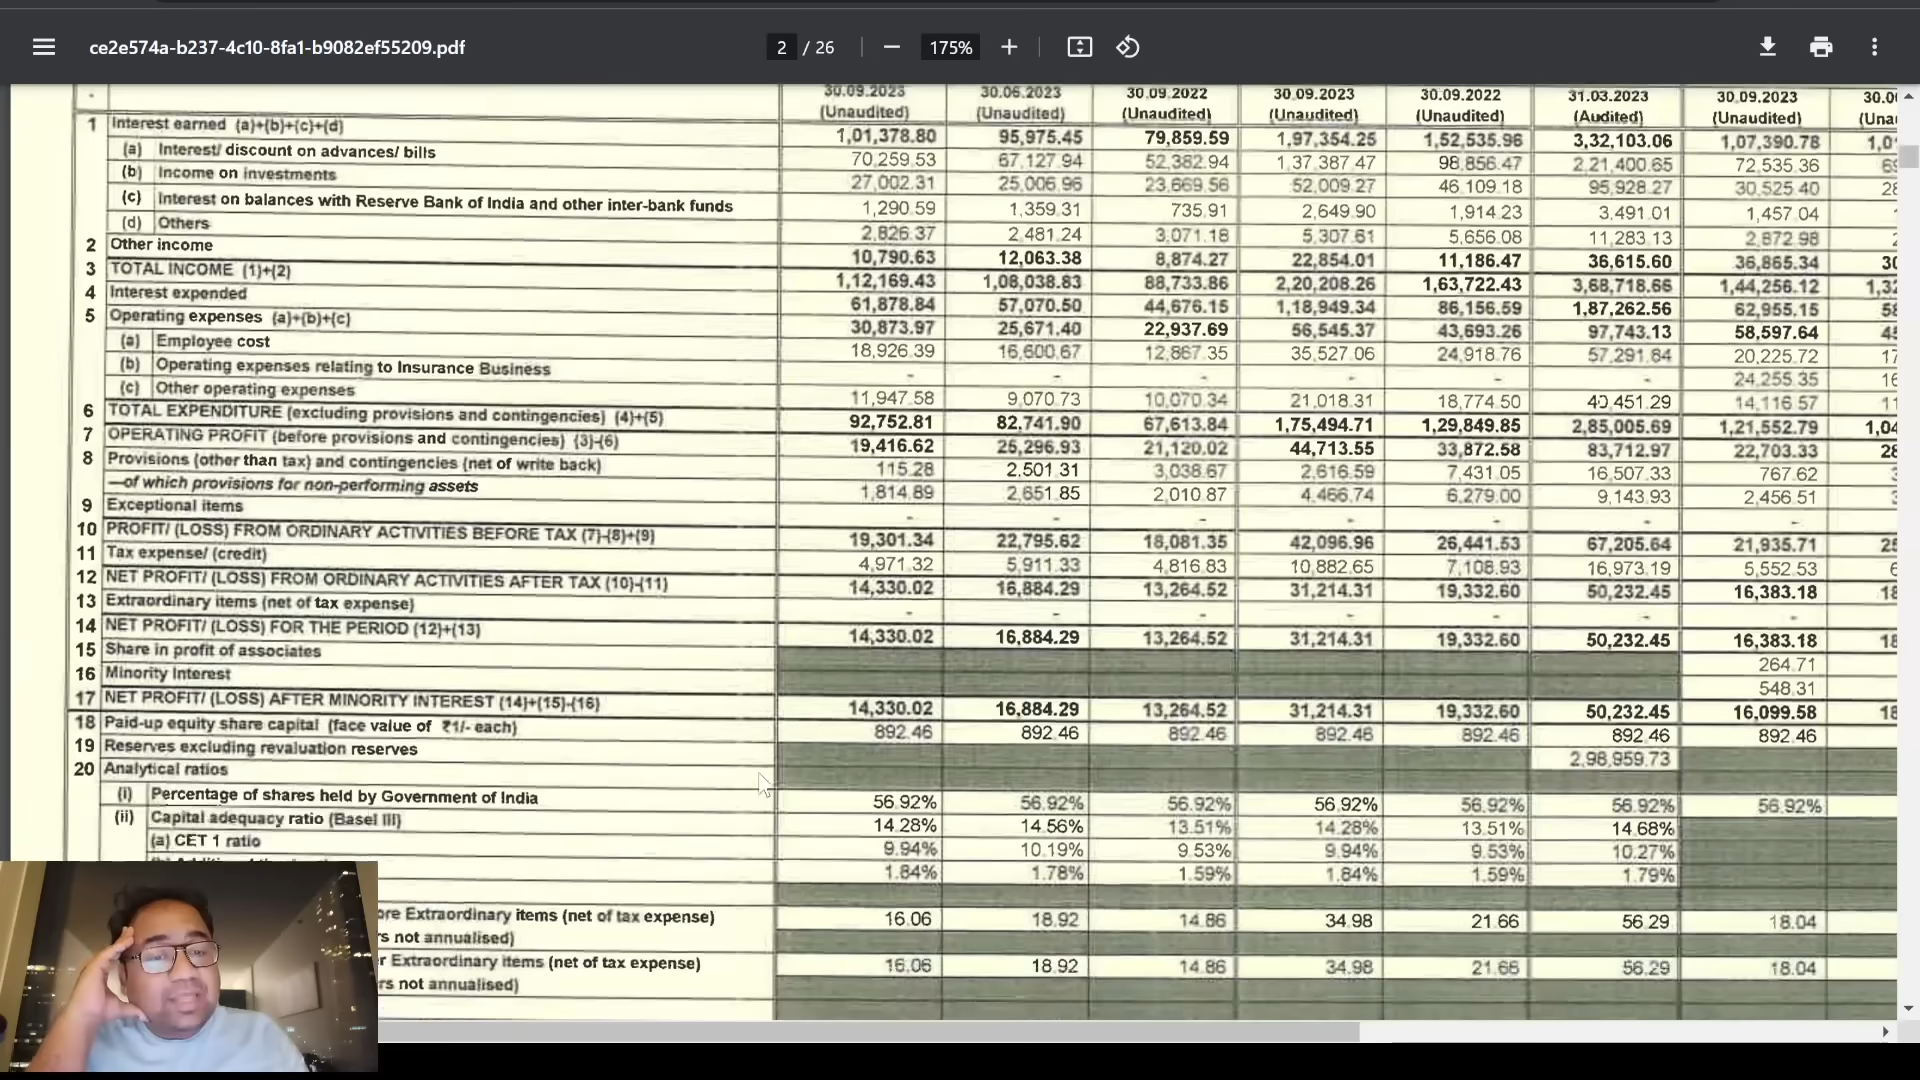 ce2e574a-b237-4c10-8fa1-b9082ef55209.pdf 2 / 26 175%
30.09.2023 30.06.2023 30.09.2022 30.09.2023 30.09.2022 31.03.2023 30.09.2023
(Unaudited) (Unaudited) (Unaudited) (Unaudited) (Unaudited) (Audited) (Unaudited)
1 Interest earned (a)+(b)+(c)+(d) 1,01,378.80 95,975.45 79,859.59 1,97,354.25 1,52,535.96 3,32,103.06 1,07,390.78
(a) Interest/ discount on advances/ bills 70,259.53 67,127.94 52,382.94 1,37,387.47 98,856.47 2,21,400.65 72,535.36
(b) Income on investments 27,002.31 25,006.96 23,669.56 52,009.27 46,109.18 95,928.27 30,525.40
(c) Interest on balances with Reserve Bank of India and other inter-bank funds 1,290.59 1,359.31 735.91 2,649.90 1,914.23 3,491.01 1,457.04
(d) Others 2,826.37 2,481.24 3,071.18 5,307.61 5,656.08 11,283.13 2,872.98
2 Other income 10,790.63 12,063.38 8,874.27 22,854.01 11,186.47 36,615.60 36,865.34
3 TOTAL INCOME (1)+(2) 1,12,169.43 1,08,038.83 88,733.86 2,20,208.26 1,63,722.43 3,68,718.66 1,44,256.12
4 Interest expended 61,878.84 57,070.50 44,676.15 1,18,949.34 86,156.59 1,87,262.56 62,955.15
5 Operating expenses (a)+(b)+(c) 30,873.97 25,671.40 22,937.69 56,545.37 43,693.26 97,743.13 58,597.64
(a) Employee cost 18,926.39 16,600.67 12,867.35 35,527.06 24,918.76 57,291.84 20,225.72
(b) Operating expenses relating to Insurance Business - - - - - - 24,255.35
(c) Other operating expenses 11,947.58 9,070.73 10,070.34 21,018.31 18,774.50 40,451.29 14,116.57
6 TOTAL EXPENDITURE (excluding provisions and contingencies) (4)+(5) 92,752.81 82,741.90 67,613.84 1,75,494.71 1,29,849.85 2,85,005.69 1,21,552.79
7 OPERATING PROFIT (before provisions and contingencies) (3)-(6) 19,416.62 25,296.93 21,120.02 44,713.55 33,872.58 83,712.97 22,703.33
8 Provisions (other than tax) and contingencies (net of write back) 115.28 2,501.31 3,038.67 2,616.59 7,431.05 16,507.33 767.62
—of which provisions for non-performing assets 1,814.89 2,651.85 2,010.87 4,466.74 6,279.00 9,143.93 2,456.51
9 Exceptional items - - - - - - -
10 PROFIT/ (LOSS) FROM ORDINARY ACTIVITIES BEFORE TAX (7)-(8)+(9) 19,301.34 22,795.62 18,081.35 42,096.96 26,441.53 67,205.64 21,935.71
11 Tax expense/ (credit) 4,971.32 5,911.33 4,816.83 10,882.65 7,108.93 16,973.19 5,552.53
12 NET PROFIT/ (LOSS) FROM ORDINARY ACTIVITIES AFTER TAX (10)-(11) 14,330.02 16,884.29 13,264.52 31,214.31 19,332.60 50,232.45 16,383.18
13 Extraordinary items (net of tax expense) - - - - - - -
14 NET PROFIT/ (LOSS) FOR THE PERIOD (12)+(13) 14,330.02 16,884.29 13,264.52 31,214.31 19,332.60 50,232.45 16,383.18
15 Share in profit of associates 264.71
16 Minority Interest 548.31
17 NET PROFIT/ (LOSS) AFTER MINORITY INTEREST (14)+(15)-(16) 14,330.02 16,884.29 13,264.52 31,214.31 19,332.60 50,232.45 16,099.58
18 Paid-up equity share capital (face value of ₹1/- each) 892.46 892.46 892.46 892.46 892.46 892.46 892.46
19 Reserves excluding revaluation reserves 2,98,959.73
20 Analytical ratios
(i) Percentage of shares held by Government of India 56.92% 56.92% 56.92% 56.92% 56.92% 56.92% 56.92%
(ii) Capital adequacy ratio (Basel III) 14.28% 14.56% 13.51% 14.28% 13.51% 14.68%
(a) CET 1 ratio 9.94% 10.19% 9.53% 9.94% 9.53% 10.27%
1.84% 1.78% 1.59% 1.84% 1.59% 1.79%
ore Extraordinary items (net of tax expense) 16.06 18.92 14.86 34.98 21.66 56.29 18.04
s not annualised)
r Extraordinary items (net of tax expense) 16.06 18.92 14.86 34.98 21.66 56.29 18.04
s not annualised)